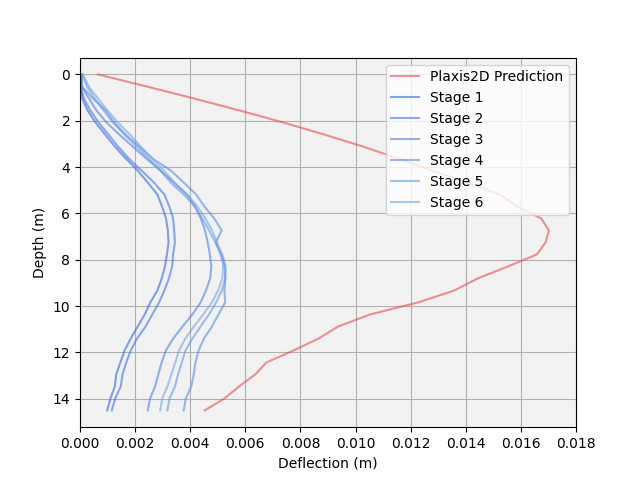 Plaxis2D Prediction
Stage 1
Stage 2
Stage 3
Stage 4
Stage 5
Stage 6
0
2
4
6
8
10
12
14
Depth (m)
0.000 0.002 0.004 0.006 0.008 0.010 0.012 0.014 0.016 0.018
Deflection (m)